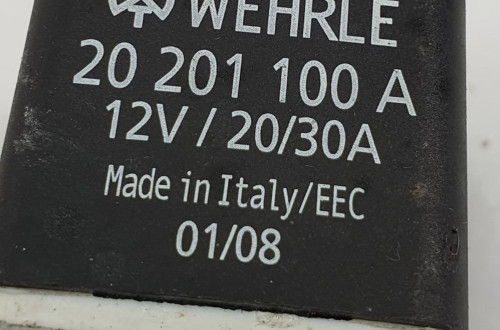 WEHRLE
20 201 100 A
12V / 20/30A
Made in Italy/EEC
01/08